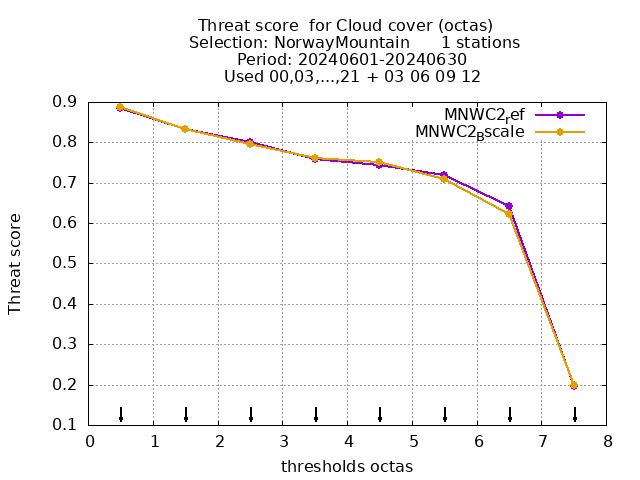 Threat score  for Cloud cover (octas)
Selection: NorwayMountain      1 stations
Period: 20240601-20240630
Used 00,03,...,21 + 03 06 09 12
MNWC2ref
MNWC2Bscale
0.9
0.8
0.7
0.6
0.5
0.4
0.3
0.2
0.1
Threat score
0 1 2 3 4 5 6 7 8
thresholds octas